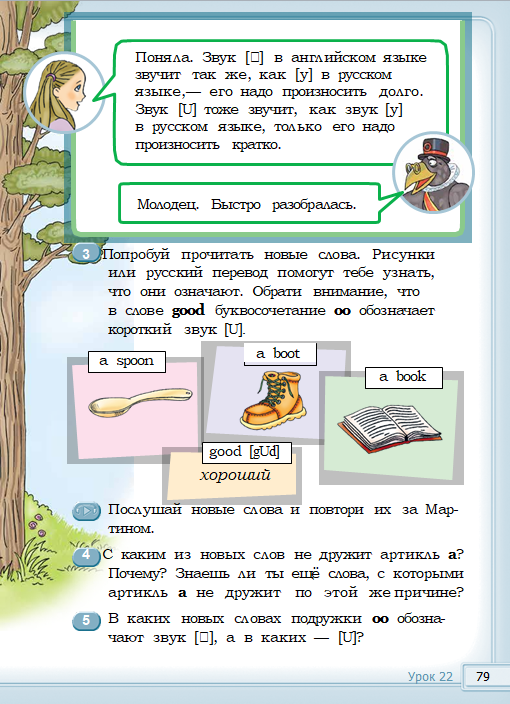 Поняла. Звук [□] в английском языке
звучит так же, как [у] в русском
языке,— его надо произносить долго.
Звук [U] тоже звучит, как звук [у]
в русском языке, только его надо
произносить кратко.
Молодец. Быстро разобралась.
3 Попробуй прочитать новые слова. Рисунки
или русский перевод помогут тебе узнать,
что они означают. Обрати внимание, что
в слове good буквосочетание oo обозначает
короткий звук [U].
a spoon
a boot
a book
good [gUd]
хороший
Послушай новые слова и повтори их за Мар-
тином.
4 С каким из новых слов не дружит артикль a?
Почему? Знаешь ли ты ещё слова, с которыми
артикль a не дружит по этой же причине?
5 В каких новых словах подружки oo обозна-
чают звук [□], а в каких — [U]?
Урок 22 79